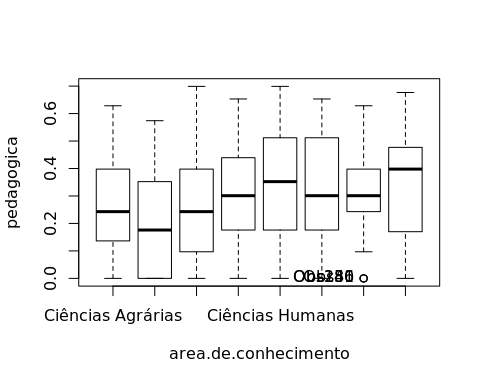 pedagogica
0.6
0.4
0.2
0.0
Ciências Agrárias
Ciências Humanas
area.de.conhecimento